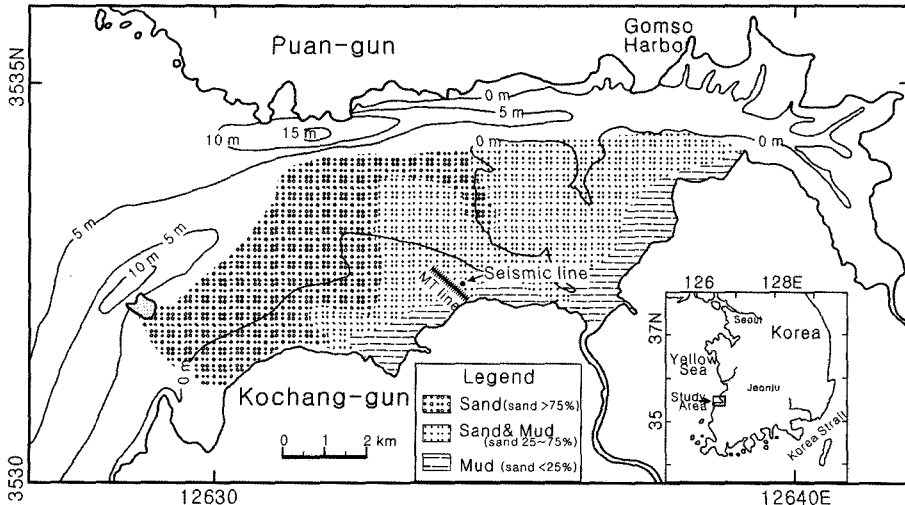 Puan-gun
Gomso
Harbor
3535N
0 m
5 m
10 m
15 m
0 m
0 m
5 m
5 m
10 m
Seismic line
MT line
0 m
Kochang-gun
0 1 2 km
Legend
Sand (sand >75%)
Sand & Mud
(sand 25~75%)
Mud (sand <25%)
126
128E
37N
Seoul
Korea
Yellow
Sea
Jeonju
Study
Area
35
Korea Strait
3530
12630
12640E